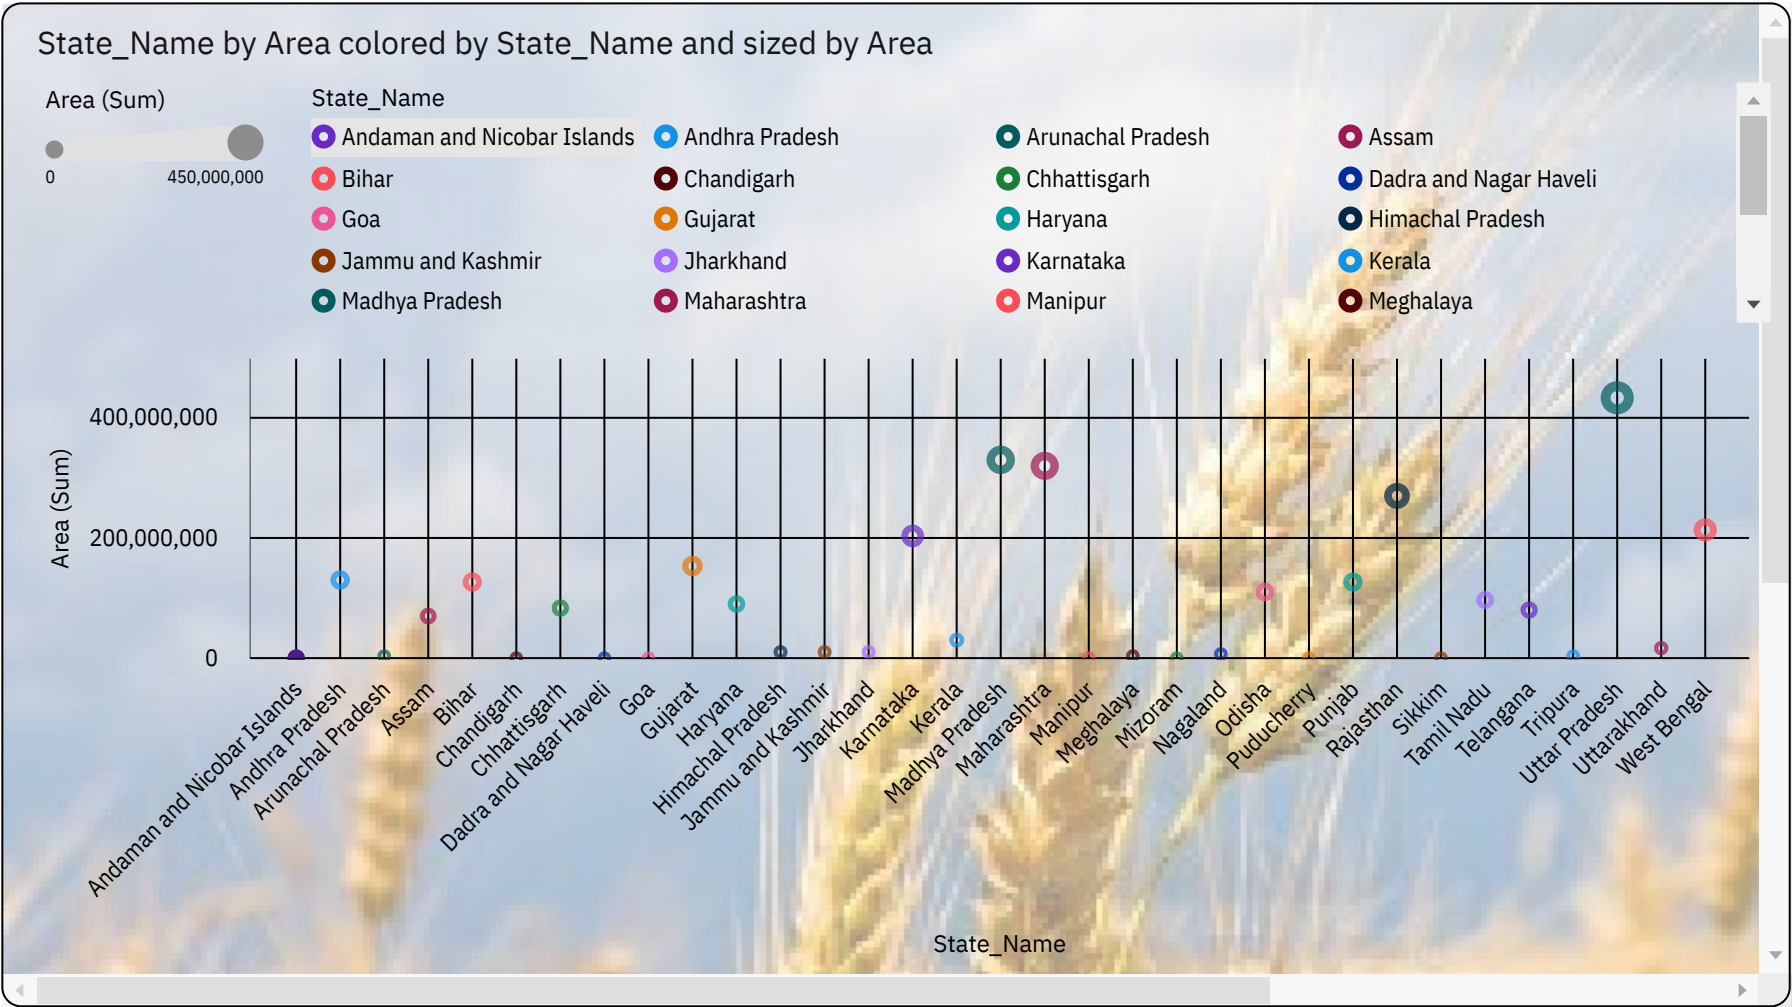 State_Name by Area colored by State_Name and sized by Area
Area (Sum)
0 450,000,000
State_Name
Andaman and Nicobar Islands Andhra Pradesh Arunachal Pradesh Assam
Bihar Chandigarh Chhattisgarh Dadra and Nagar Haveli
Goa Gujarat Haryana Himachal Pradesh
Jammu and Kashmir Jharkhand Karnataka Kerala
Madhya Pradesh Maharashtra Manipur Meghalaya
Area (Sum)
400,000,000
200,000,000
0
Andaman and Nicobar Islands
Andhra Pradesh
Arunachal Pradesh
Assam
Bihar
Chandigarh
Chhattisgarh
Dadra and Nagar Haveli
Goa
Gujarat
Haryana
Himachal Pradesh
Jammu and Kashmir
Jharkhand
Karnataka
Kerala
Madhya Pradesh
Maharashtra
Manipur
Meghalaya
Mizoram
Nagaland
Odisha
Puducherry
Punjab
Rajasthan
Sikkim
Tamil Nadu
Telangana
Tripura
Uttar Pradesh
Uttarakhand
West Bengal
State_Name